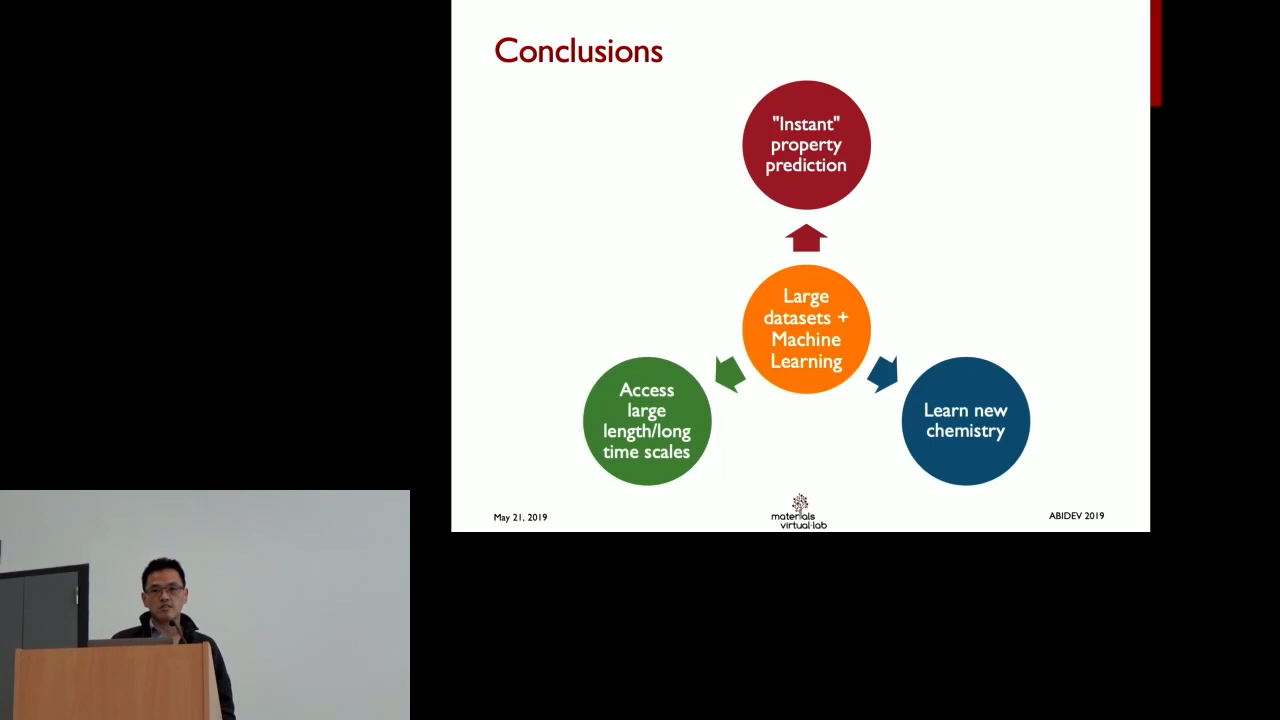 Conclusions
"Instant"
property
prediction
Large
datasets +
Machine
Learning
Access
large
length/long
time scales
Learn new
chemistry
May 21, 2019
materials
virtual·lab
ABIDEV 2019